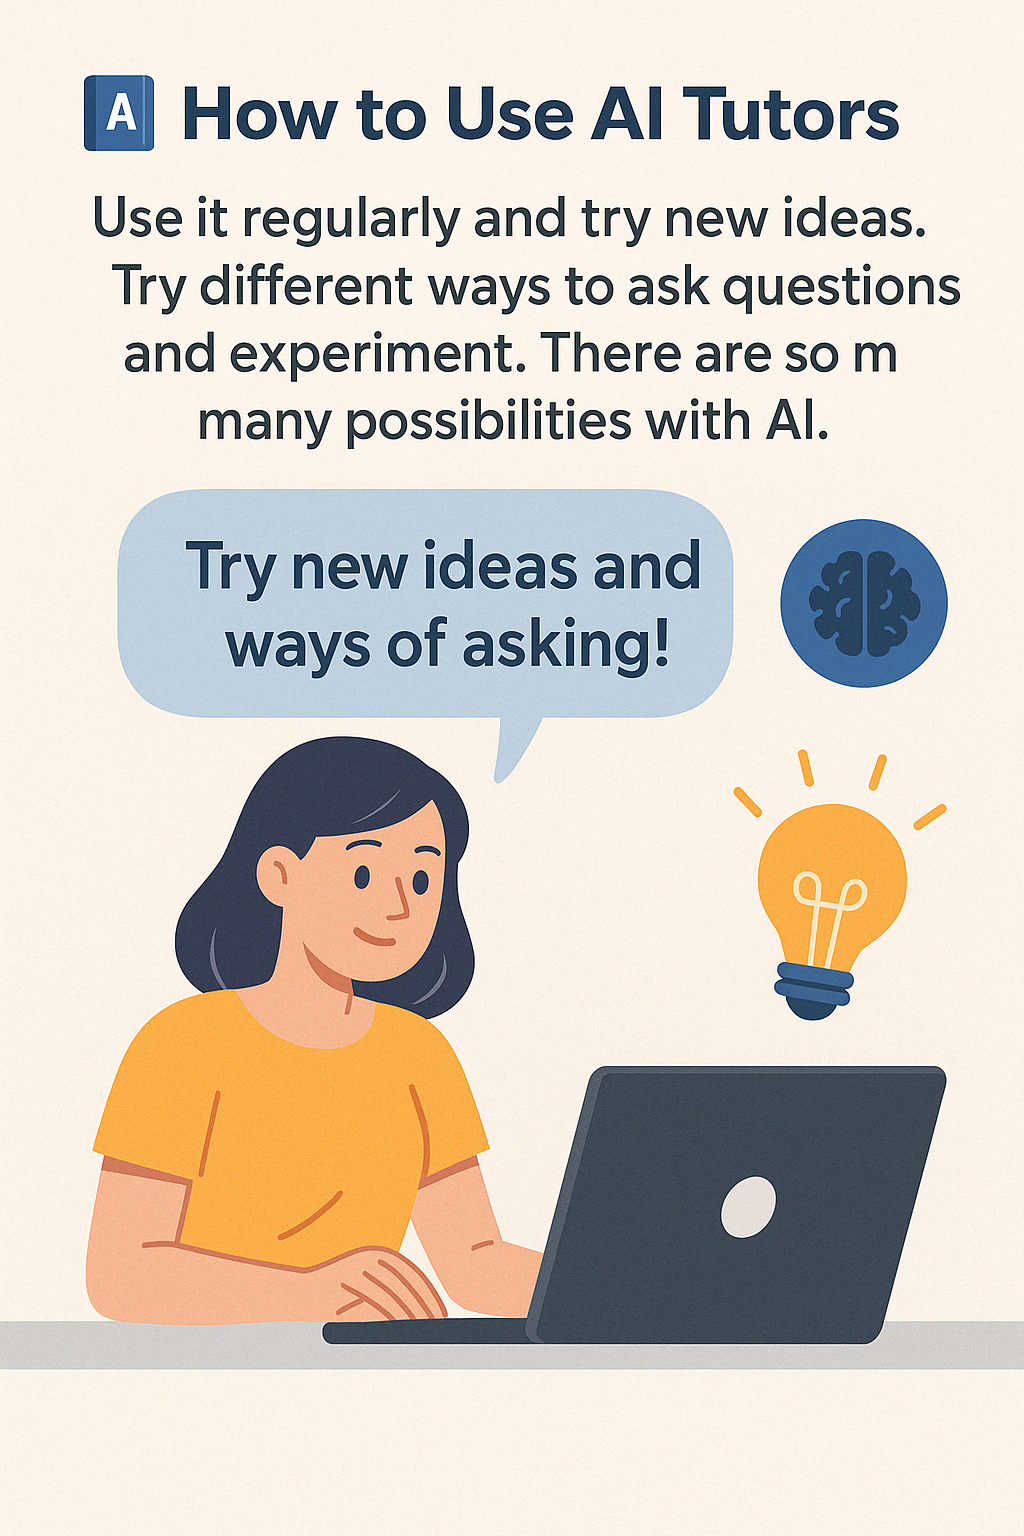 A How to Use AI Tutors
Use it regularly and try new ideas.
Try different ways to ask questions
and experiment. There are so m
many possibilities with AI.
Try new ideas and
ways of asking!